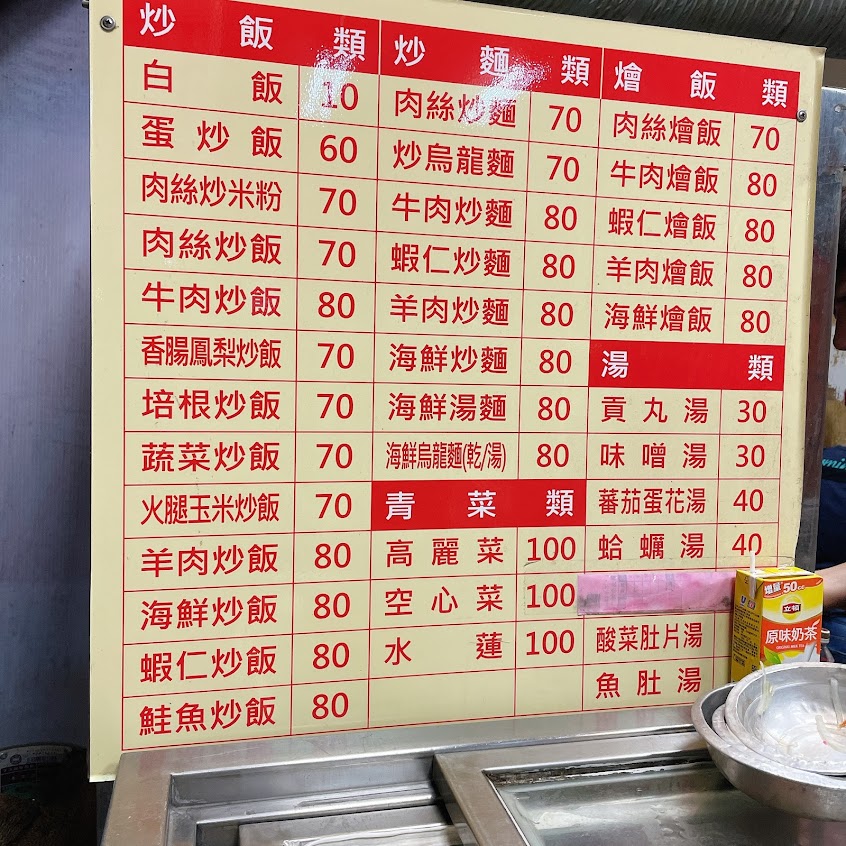 炒飯類
白飯 10
蛋炒飯 60
肉絲炒米粉 70
肉絲炒飯 70
牛肉炒飯 80
香腸鳳梨炒飯 70
培根炒飯 70
蔬菜炒飯 70
火腿玉米炒飯 70
羊肉炒飯 80
海鮮炒飯 80
蝦仁炒飯 80
鮭魚炒飯 80
炒麵類
肉絲炒麵 70
炒烏龍麵 70
牛肉炒麵 80
蝦仁炒麵 80
羊肉炒麵 80
海鮮炒麵 80
海鮮湯麵 80
海鮮烏龍麵(乾/湯) 80
青菜類
高麗菜 100
空心菜 100
水蓮 100
燴飯類
肉絲燴飯 70
牛肉燴飯 80
蝦仁燴飯 80
羊肉燴飯 80
海鮮燴飯 80
湯類
貢丸湯 30
味噌湯 30
蕃茄蛋花湯 40
蛤蠣湯 40
酸菜肚片湯
魚肚湯
增量50cc
立頓
原味奶茶